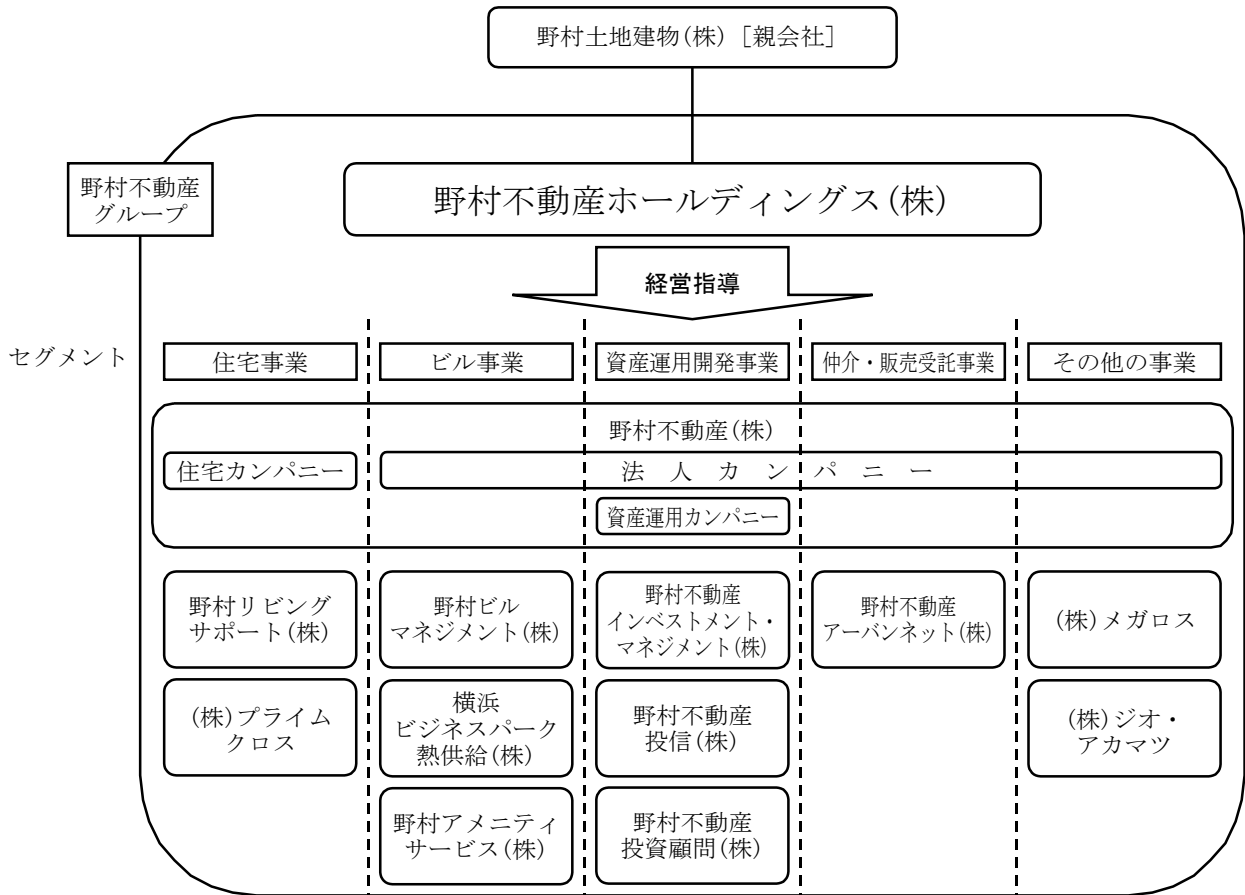 野村土地建物(株)［親会社］
野村不動産
グループ
野村不動産ホールディングス(株)
経営指導
セグメント
住宅事業
ビル事業
資産運用開発事業
仲介・販売受託事業
その他の事業
野村不動産(株)
住宅カンパニー
法人カンパニー
資産運用カンパニー
野村リビング
サポート(株)
野村ビル
マネジメント(株)
野村不動産
インベストメント・
マネジメント(株)
野村不動産
アーバンネット(株)
(株)メガロス
(株)プライム
クロス
横浜
ビジネスパーク
熱供給(株)
野村不動産
投信(株)
(株)ジオ・
アカマツ
野村アメニティ
サービス(株)
野村不動産
投資顧問(株)